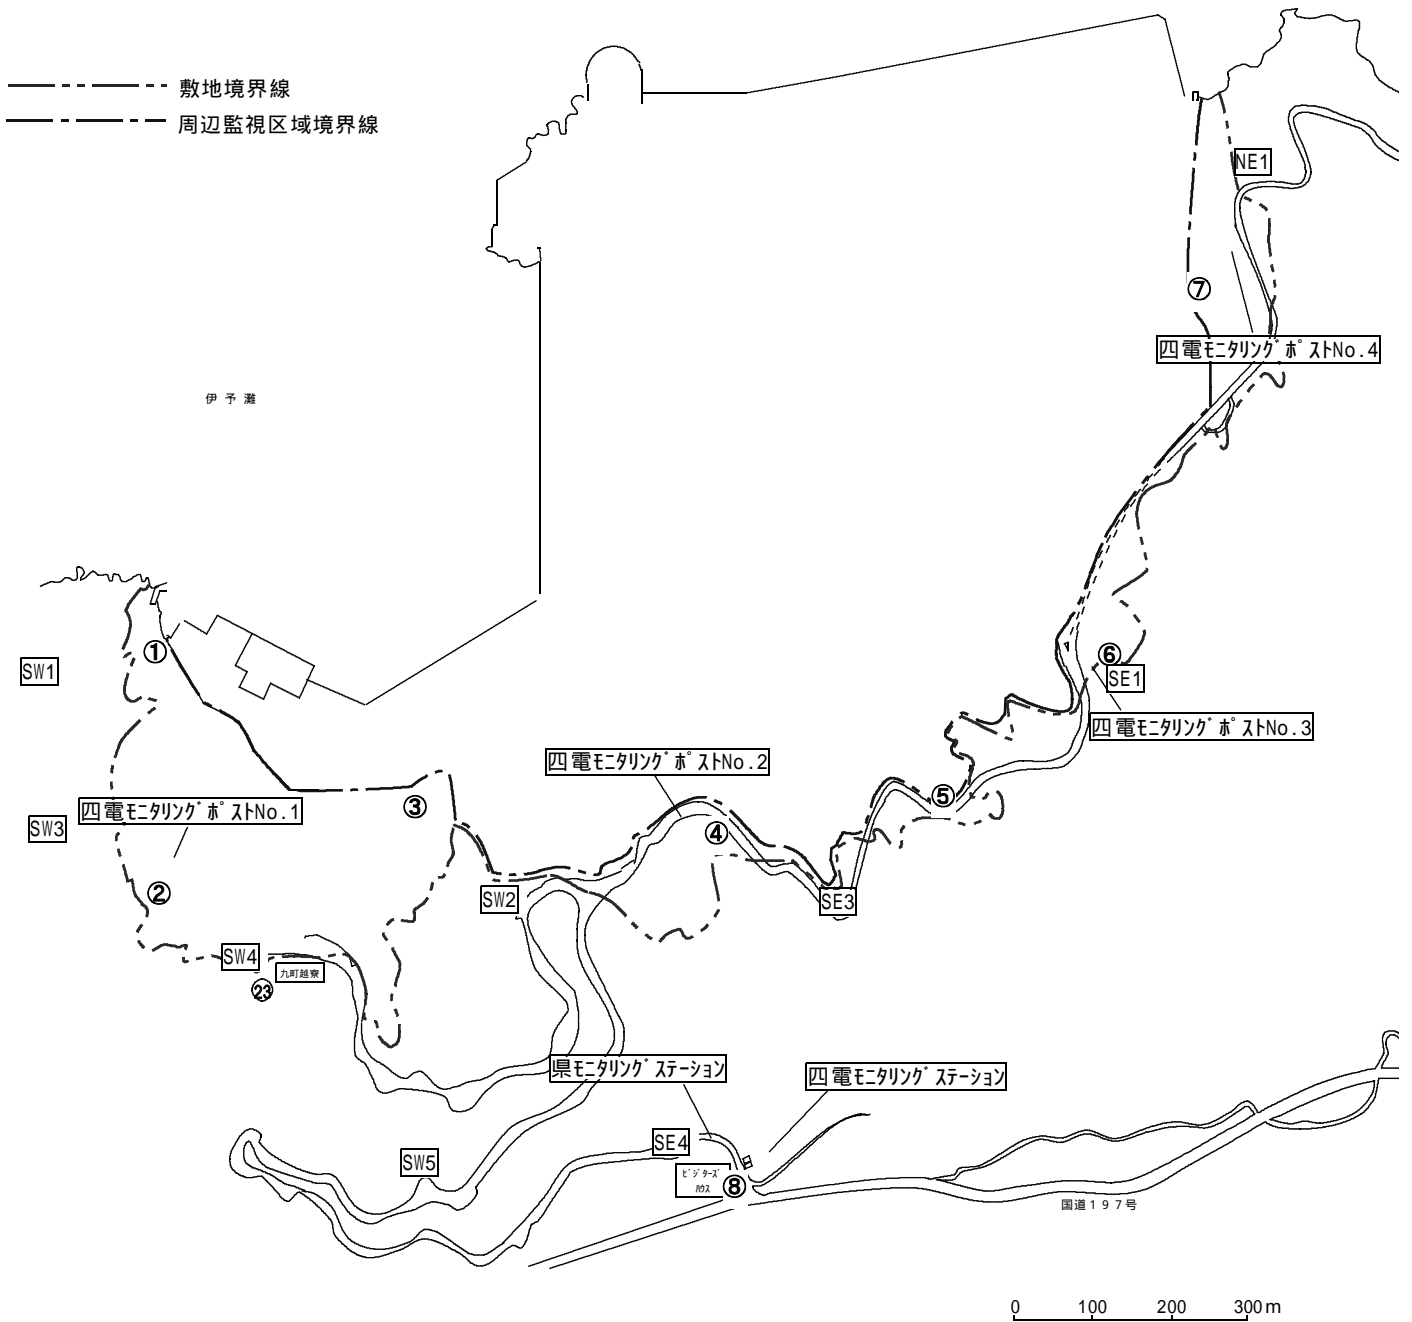 敷地境界線
周辺監視区域境界線
NE1
⑦
四電モニタリングポストNo.4
伊予灘
①
SW1
⑥
SE1
四電モニタリングポストNo.3
四電モニタリングポストNo.2
⑤
③
四電モニタリングポストNo.1
SW3
④
②
SW2
SE3
SW4
九町越寮
㉓
県モニタリングステーション
四電モニタリングステーション
SE4
SW5
ビジターズ
ハウス
⑧
国道197号
0 100 200 300m